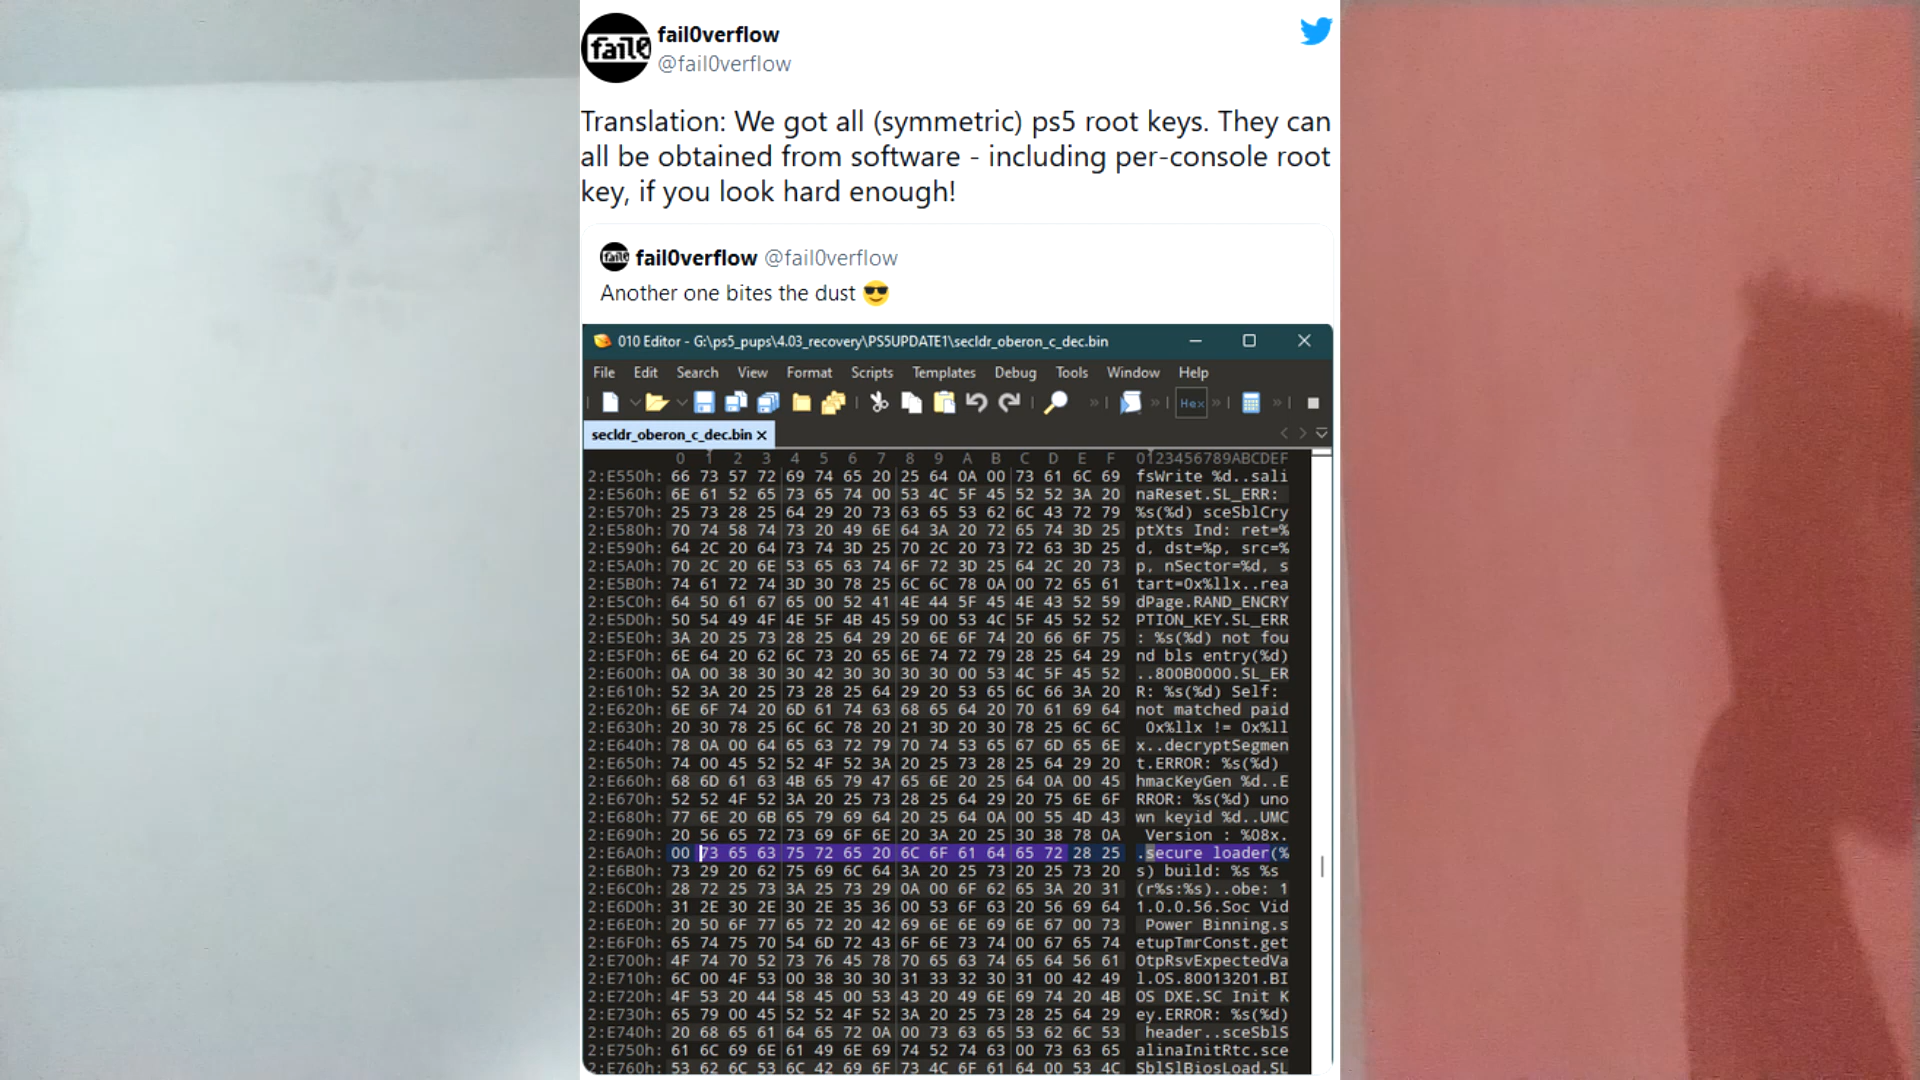 fail0verflow
@fail0verflow
Translation: We got all (symmetric) ps5 root keys. They can
all be obtained from software - including per-console root
key, if you look hard enough!
fail0verflow @fail0verflow
Another one bites the dust 😎
010 Editor - G:\ps5_pups\4.03_recovery\PS5UPDATE1\secldr_oberon_c_dec.bin
File Edit Search View Format Scripts Templates Debug Tools Window Help
Hex
secldr_oberon_c_dec.bin
0 1 2 3 4 5 6 7 8 9 A B C D E F 0123456789ABCDEF
2:E550h: 66 73 57 72 69 74 65 20 25 64 0A 00 73 61 6C 69 fsWrite %d..sali
2:E560h: 6E 61 52 65 73 65 74 00 53 4C 5F 45 52 52 3A 20 naReset.SL_ERR:
2:E570h: 25 73 28 25 64 29 20 73 63 65 53 62 6C 43 72 79 %s(%d) sceSblCry
2:E580h: 70 74 58 74 73 20 49 6E 64 3A 20 72 65 74 3D 25 ptXts Ind: ret=%
2:E590h: 64 2C 20 64 73 74 3D 25 70 2C 20 73 72 63 3D 25 d, dst=%p, src=%
2:E5A0h: 70 2C 20 6E 53 65 63 74 6F 72 3D 25 64 2C 20 73 p, nSector=%d, s
2:E5B0h: 74 61 72 74 3D 30 78 25 6C 6C 78 0A 00 72 65 61 tart=0x%llx..rea
2:E5C0h: 64 50 61 67 65 00 52 41 4E 44 5F 45 4E 43 52 59 dPage.RAND_ENCRY
2:E5D0h: 50 54 49 4F 4E 5F 4B 45 59 00 53 4C 5F 45 52 52 PTION_KEY.SL_ERR
2:E5E0h: 3A 20 25 73 28 25 64 29 20 6E 6F 74 20 66 6F 75 : %s(%d) not fou
2:E5F0h: 6E 64 20 62 6C 73 20 65 6E 74 72 79 28 25 64 29 nd bls entry(%d)
2:E600h: 0A 00 38 30 30 42 30 30 30 30 00 53 4C 5F 45 52 ..800B0000.SL_ER
2:E610h: 52 3A 20 25 73 28 25 64 29 20 53 65 6C 66 3A 20 R: %s(%d) Self:
2:E620h: 6E 6F 74 20 6D 61 74 63 68 65 64 20 70 61 69 64 not matched paid
2:E630h: 20 30 78 25 6C 6C 78 20 21 3D 20 30 78 25 6C 6C 0x%llx != 0x%ll
2:E640h: 78 0A 00 64 65 63 72 79 70 74 53 65 67 6D 65 6E x..decryptSegmen
2:E650h: 74 00 45 52 52 4F 52 3A 20 25 73 28 25 64 29 20 t.ERROR: %s(%d)
2:E660h: 68 6D 61 63 4B 65 79 47 65 6E 20 25 64 0A 00 45 hmacKeyGen %d..E
2:E670h: 52 52 4F 52 3A 20 25 73 28 25 64 29 20 75 6E 6F RROR: %s(%d) uno
2:E680h: 77 6E 20 6B 65 79 69 64 20 25 64 0A 00 55 4D 43 wn keyid %d..UMC
2:E690h: 20 56 65 72 73 69 6F 6E 20 3A 20 25 30 38 78 0A Version : %08x.
2:E6A0h: 00 73 65 63 75 72 65 20 6C 6F 61 64 65 72 28 25 .secure loader(%
2:E6B0h: 73 29 20 62 75 69 6C 64 3A 20 25 73 20 25 73 20 s) build: %s %s
2:E6C0h: 28 72 25 73 3A 25 73 29 0A 00 6F 62 65 3A 20 31 (r%s:%s)..obe: 1
2:E6D0h: 31 2E 30 2E 30 2E 35 36 00 53 6F 63 20 56 69 64 1.0.0.56.Soc Vid
2:E6E0h: 20 50 6F 77 65 72 20 42 69 6E 6E 69 6E 67 00 73 Power Binning.s
2:E6F0h: 65 74 75 70 54 6D 72 43 6F 6E 73 74 00 67 65 74 etupTmrConst.get
2:E700h: 4F 74 70 52 73 76 45 78 70 65 63 74 65 64 56 61 OtpRsvExpectedVa
2:E710h: 6C 00 4F 53 00 38 30 30 31 33 32 30 31 00 42 49 l.OS.80013201.BI
2:E720h: 4F 53 20 44 58 45 00 53 43 20 49 6E 69 74 20 4B OS DXE.SC Init K
2:E730h: 65 79 00 45 52 52 4F 52 3A 20 25 73 28 25 64 29 ey.ERROR: %s(%d)
2:E740h: 20 68 65 61 64 65 72 0A 00 73 63 65 53 62 6C 53 header..sceSblS
2:E750h: 61 6C 69 6E 61 49 6E 69 74 52 74 63 00 73 63 65 alinaInitRtc.sce
2:E760h: 53 62 6C 53 6C 42 69 6F 73 4C 6F 61 64 00 53 4C SblSlBiosLoad.SL